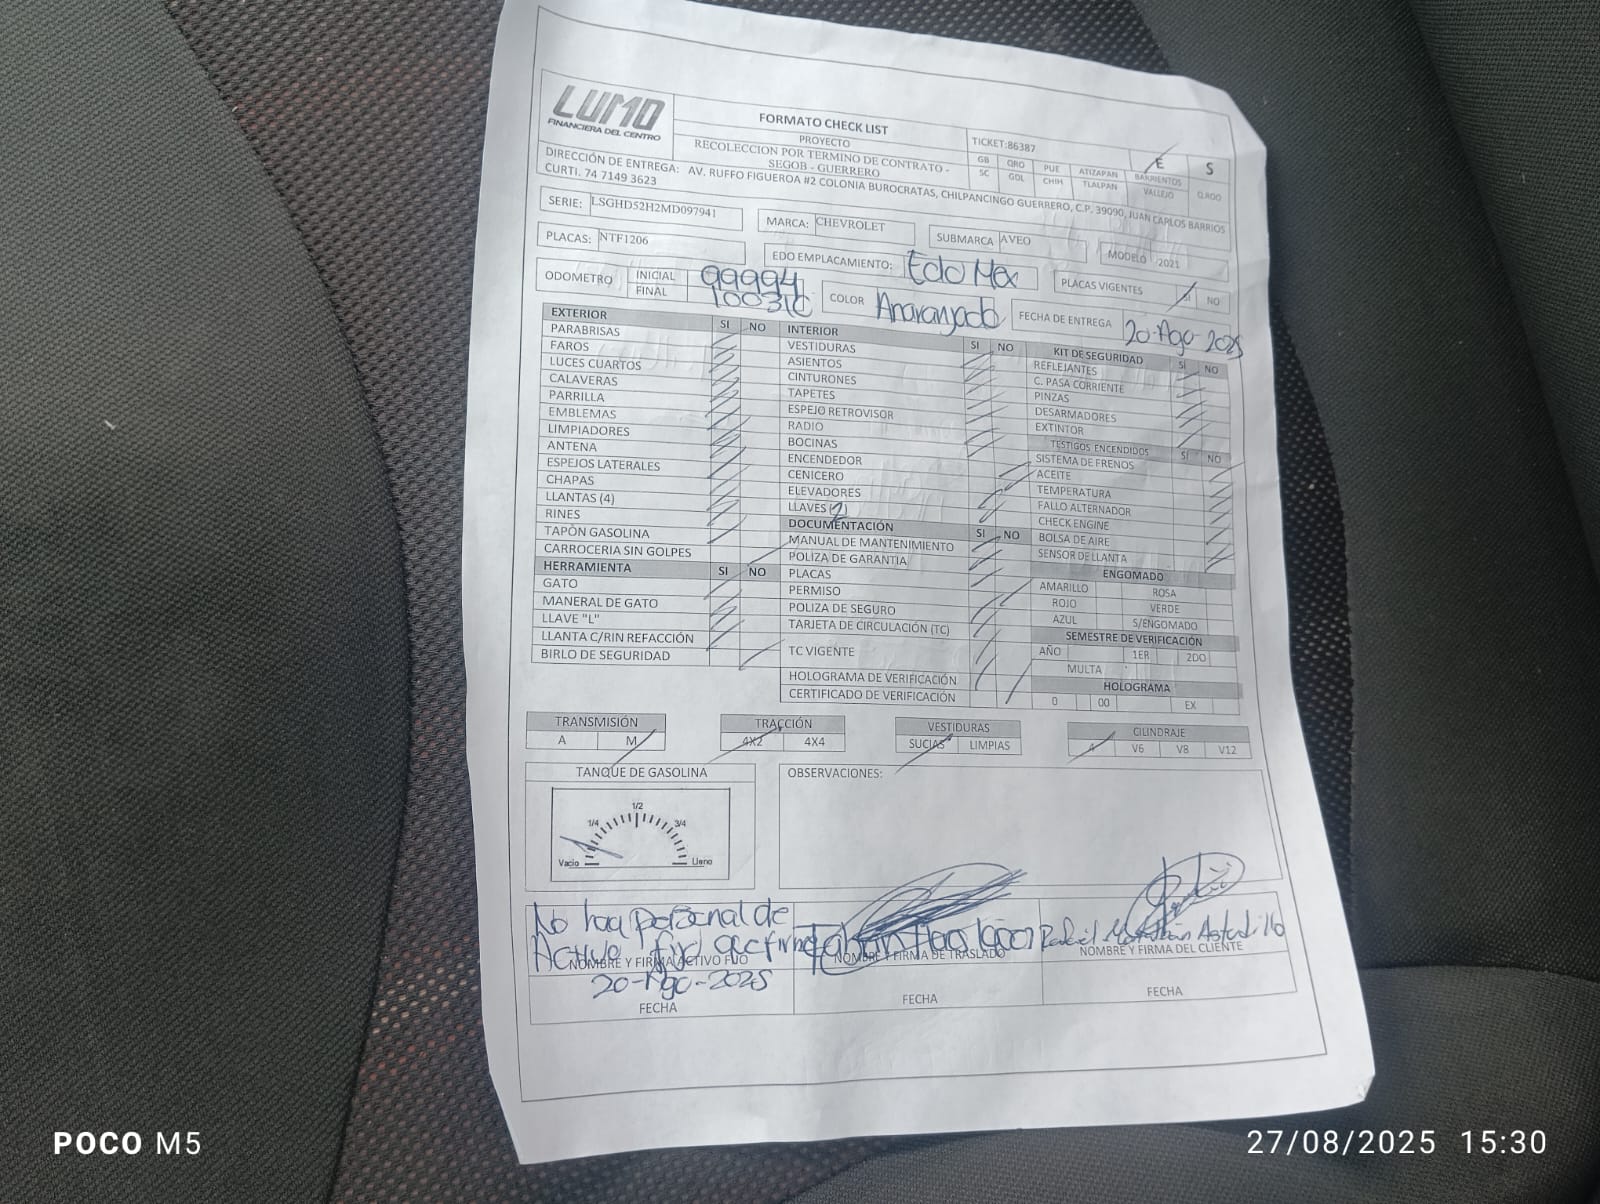 LUMO
FINANCIERA DEL CENTRO
FORMATO CHECK LIST
PROYECTO
RECOLECCION POR TERMINO DE CONTRATO -
SEGOB - GUERRERO
TICKET:86387
GB QRO PUE ATIZAPAN BARRIENTOS
SC GDL CHIH TLALPAN VALLEJO Q.ROO
E S
DIRECCIÓN DE ENTREGA: AV. RUFFO FIGUEROA #2 COLONIA BUROCRATAS, CHILPANCINGO GUERRERO, C.P. 39090, JUAN CARLOS BARRIOS
CURTI. 74 7149 3623
SERIE: LSGHD52H2MD097941
MARCA: CHEVROLET
SUBMARCA AVEO
MODELO 2021
PLACAS: NTF1206
EDO EMPLACAMIENTO: Edo Mex
PLACAS VIGENTES SI NO
ODOMETRO
INICIAL 99994
FINAL
COLOR Anaranjado
FECHA DE ENTREGA 20-Ago-2025
EXTERIOR SI NO
PARABRISAS
FAROS
LUCES CUARTOS
CALAVERAS
PARRILLA
EMBLEMAS
LIMPIADORES
ANTENA
ESPEJOS LATERALES
CHAPAS
LLANTAS (4)
RINES
TAPÒN GASOLINA
CARROCERIA SIN GOLPES
HERRAMIENTA SI NO
GATO
MANERAL DE GATO
LLAVE "L"
LLANTA C/RIN REFACCIÓN
BIRLO DE SEGURIDAD
INTERIOR SI NO
VESTIDURAS
ASIENTOS
CINTURONES
TAPETES
ESPEJO RETROVISOR
RADIO
BOCINAS
ENCENDEDOR
CENICERO
ELEVADORES
LLAVES (2)
DOCUMENTACIÓN SI NO
MANUAL DE MANTENIMIENTO
POLIZA DE GARANTIA
PLACAS
PERMISO
POLIZA DE SEGURO
TARJETA DE CIRCULACIÓN (TC)
TC VIGENTE
HOLOGRAMA DE VERIFICACIÓN
CERTIFICADO DE VERIFICACIÓN
KIT DE SEGURIDAD SI NO
REFLEJANTES
C. PASA CORRIENTE
PINZAS
DESARMADORES
EXTINTOR
TESTIGOS ENCENDIDOS SI NO
SISTEMA DE FRENOS
ACEITE
TEMPERATURA
FALLO ALTERNADOR
CHECK ENGINE
BOLSA DE AIRE
SENSOR DE LLANTA
ENGOMADO
AMARILLO ROSA
ROJO VERDE
AZUL S/ENGOMADO
SEMESTRE DE VERIFICACIÓN
AÑO 1ER 2DO
MULTA
HOLOGRAMA
0 00 EX
TRANSMISIÓN
A M
TRACCIÓN
4X2 4X4
VESTIDURAS
SUCIAS LIMPIAS
CILINDRAJE
4 V6 V8 V12
TANQUE DE GASOLINA
1/2
1/4 3/4
Vacio Lleno
OBSERVACIONES:
No hay personal de
Activo fijo que firme
NOMBRE Y FIRMA ACTIVO FIJO
20-Ago-2025
FECHA
NOMBRE Y FIRMA DE TRASLADO
FECHA
NOMBRE Y FIRMA DEL CLIENTE
FECHA
POCO M5
27/08/2025 15:30